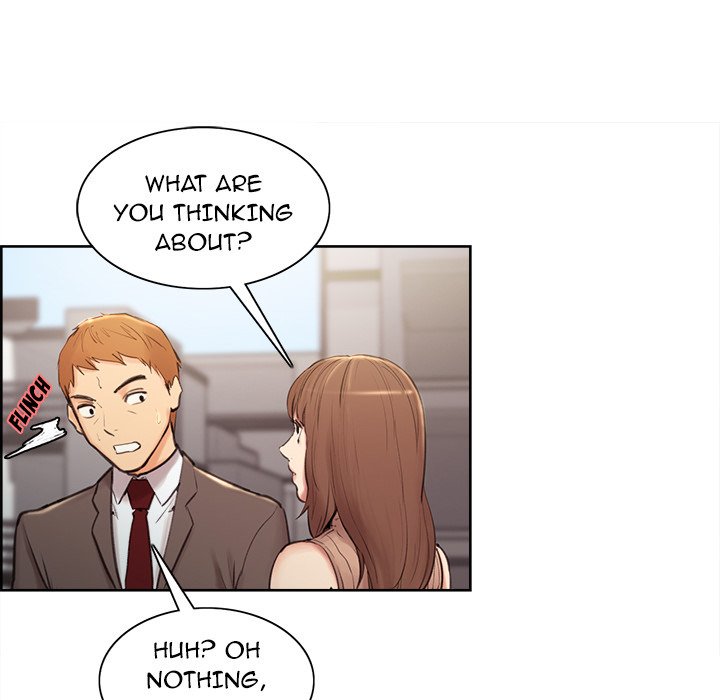 WHAT ARE
YOU THINKING
ABOUT?
FLINCH
HUH? OH
NOTHING,